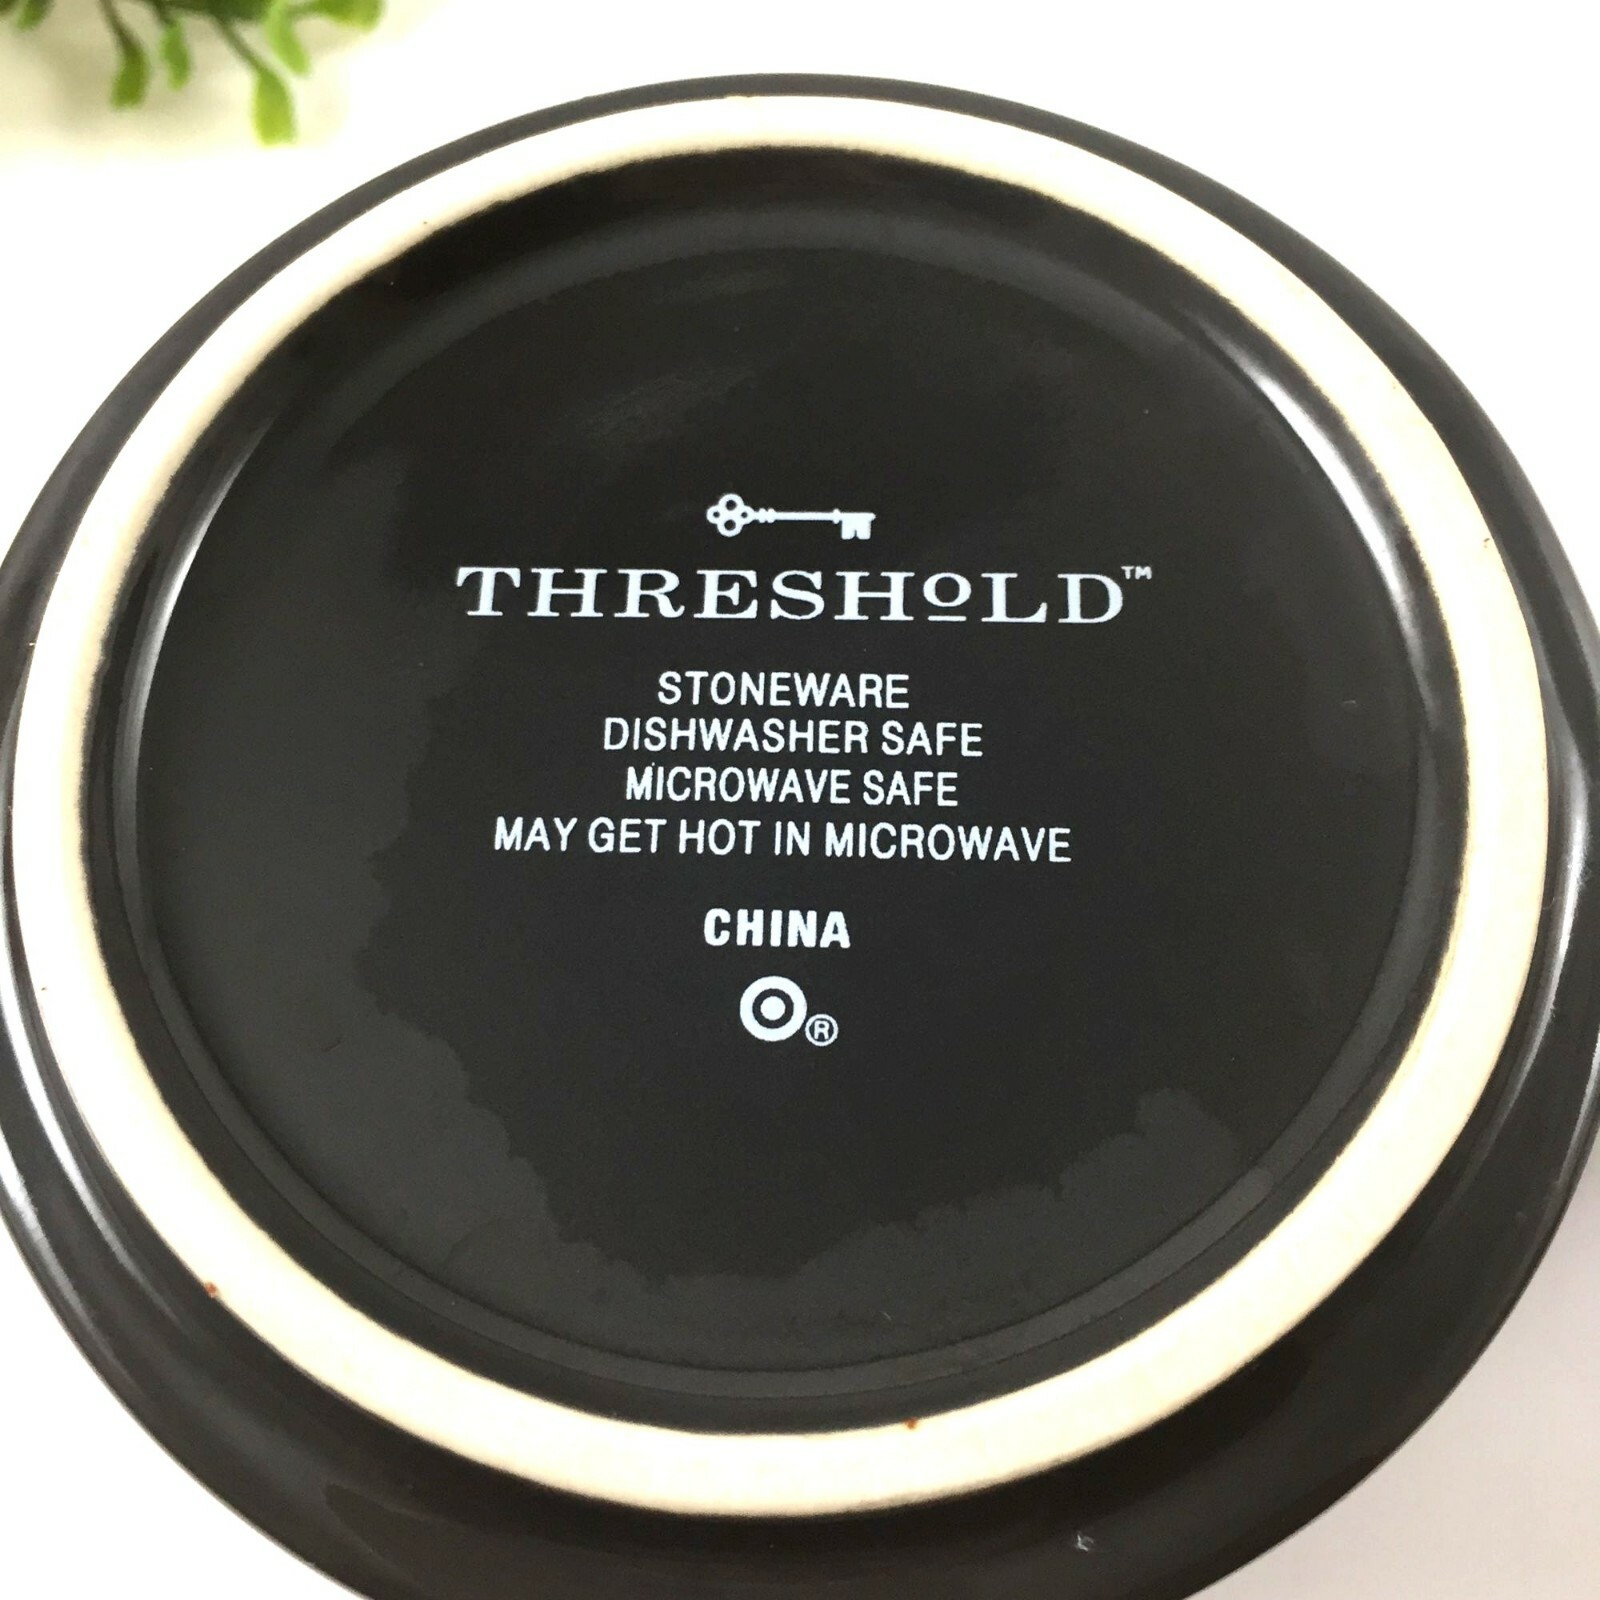 THRESHOLD™
STONEWARE
DISHWASHER SAFE
MICROWAVE SAFE
MAY GET HOT IN MICROWAVE
CHINA
®